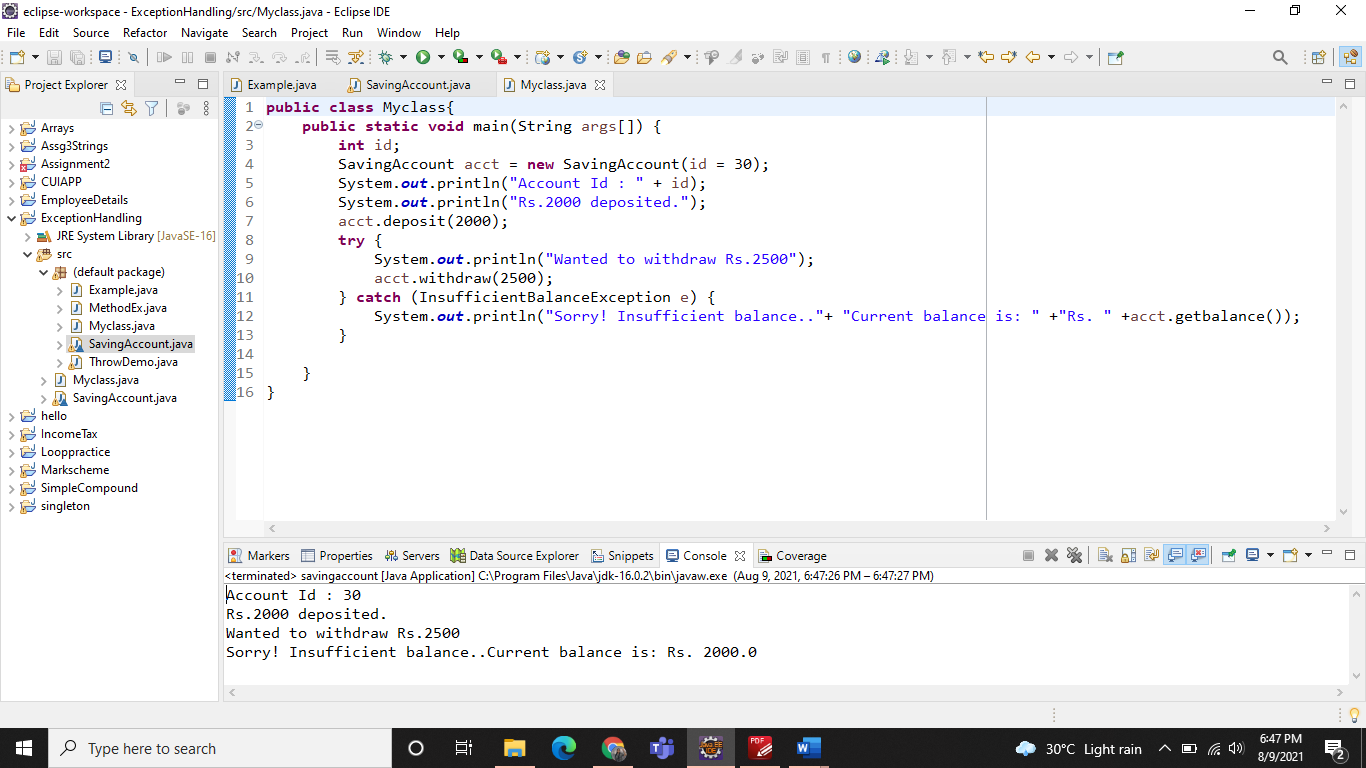 eclipse-workspace - ExceptionHandling/src/Myclass.java - Eclipse IDE
File Edit Source Refactor Navigate Search Project Run Window Help
Project Explorer
Arrays
Assg3Strings
Assignment2
CUIAPP
EmployeeDetails
ExceptionHandling
JRE System Library [JavaSE-16]
src
(default package)
Example.java
MethodEx.java
Myclass.java
SavingAccount.java
ThrowDemo.java
Myclass.java
SavingAccount.java
hello
IncomeTax
Looppractice
Markscheme
SimpleCompound
singleton
Example.java SavingAccount.java Myclass.java
1 public class Myclass{
2 public static void main(String args[]) {
3 int id;
4 SavingAccount acct = new SavingAccount(id = 30);
5 System.out.println("Account Id : " + id);
6 System.out.println("Rs.2000 deposited.");
7 acct.deposit(2000);
8 try {
9 System.out.println("Wanted to withdraw Rs.2500");
10 acct.withdraw(2500);
11 } catch (InsufficientBalanceException e) {
12 System.out.println("Sorry! Insufficient balance.."+ "Current balance is: " +"Rs. " +acct.getbalance());
13 }
14
15 }
16 }
Markers Properties Servers Data Source Explorer Snippets Console Coverage
<terminated> savingaccount [Java Application] C:\Program Files\Java\jdk-16.0.2\bin\javaw.exe (Aug 9, 2021, 6:47:26 PM – 6:47:27 PM)
Account Id : 30
Rs.2000 deposited.
Wanted to withdraw Rs.2500
Sorry! Insufficient balance..Current balance is: Rs. 2000.0
Type here to search
JAVA EE
IDE
PDF
W
30°C Light rain
6:47 PM
8/9/2021
2